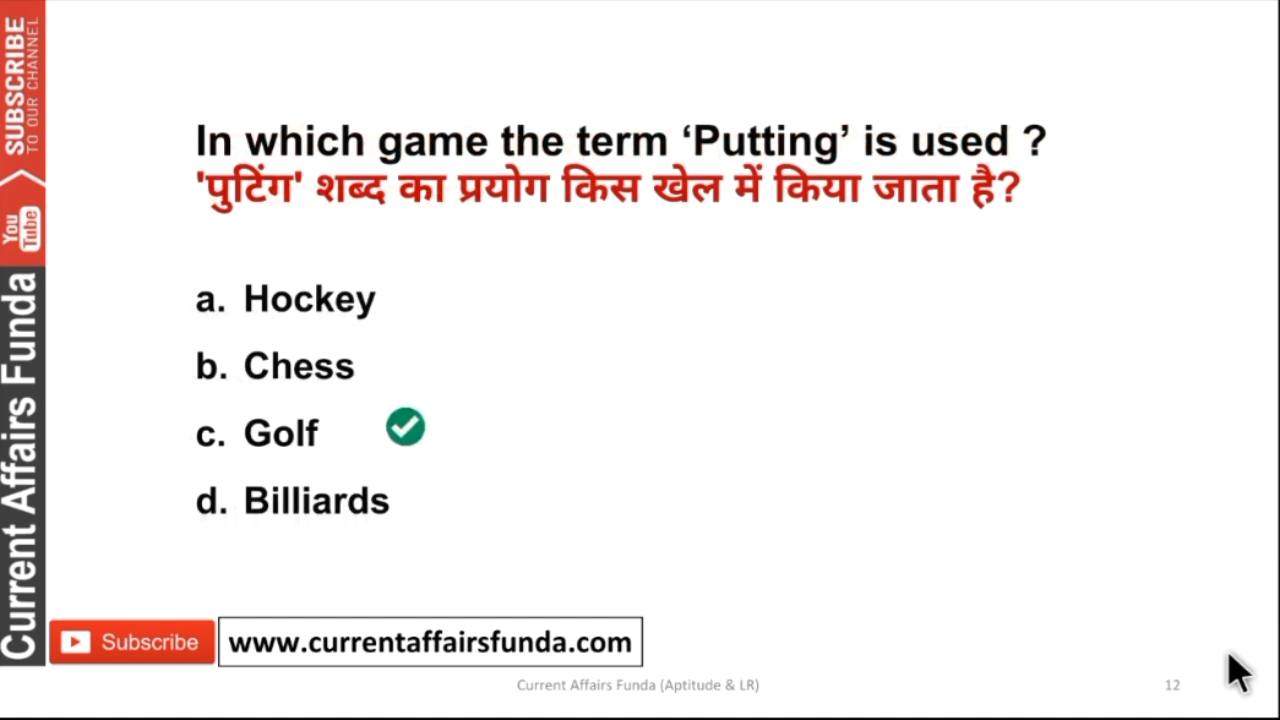 SUBSCRIBE
TO OUR CHANNEL
You
Tube
Current Affairs Funda
In which game the term ‘Putting’ is used ?
'पुटिंग' शब्द का प्रयोग किस खेल में किया जाता है?
a. Hockey
b. Chess
c. Golf
d. Billiards
Subscribe
www.currentaffairsfunda.com
Current Affairs Funda (Aptitude & LR)
12